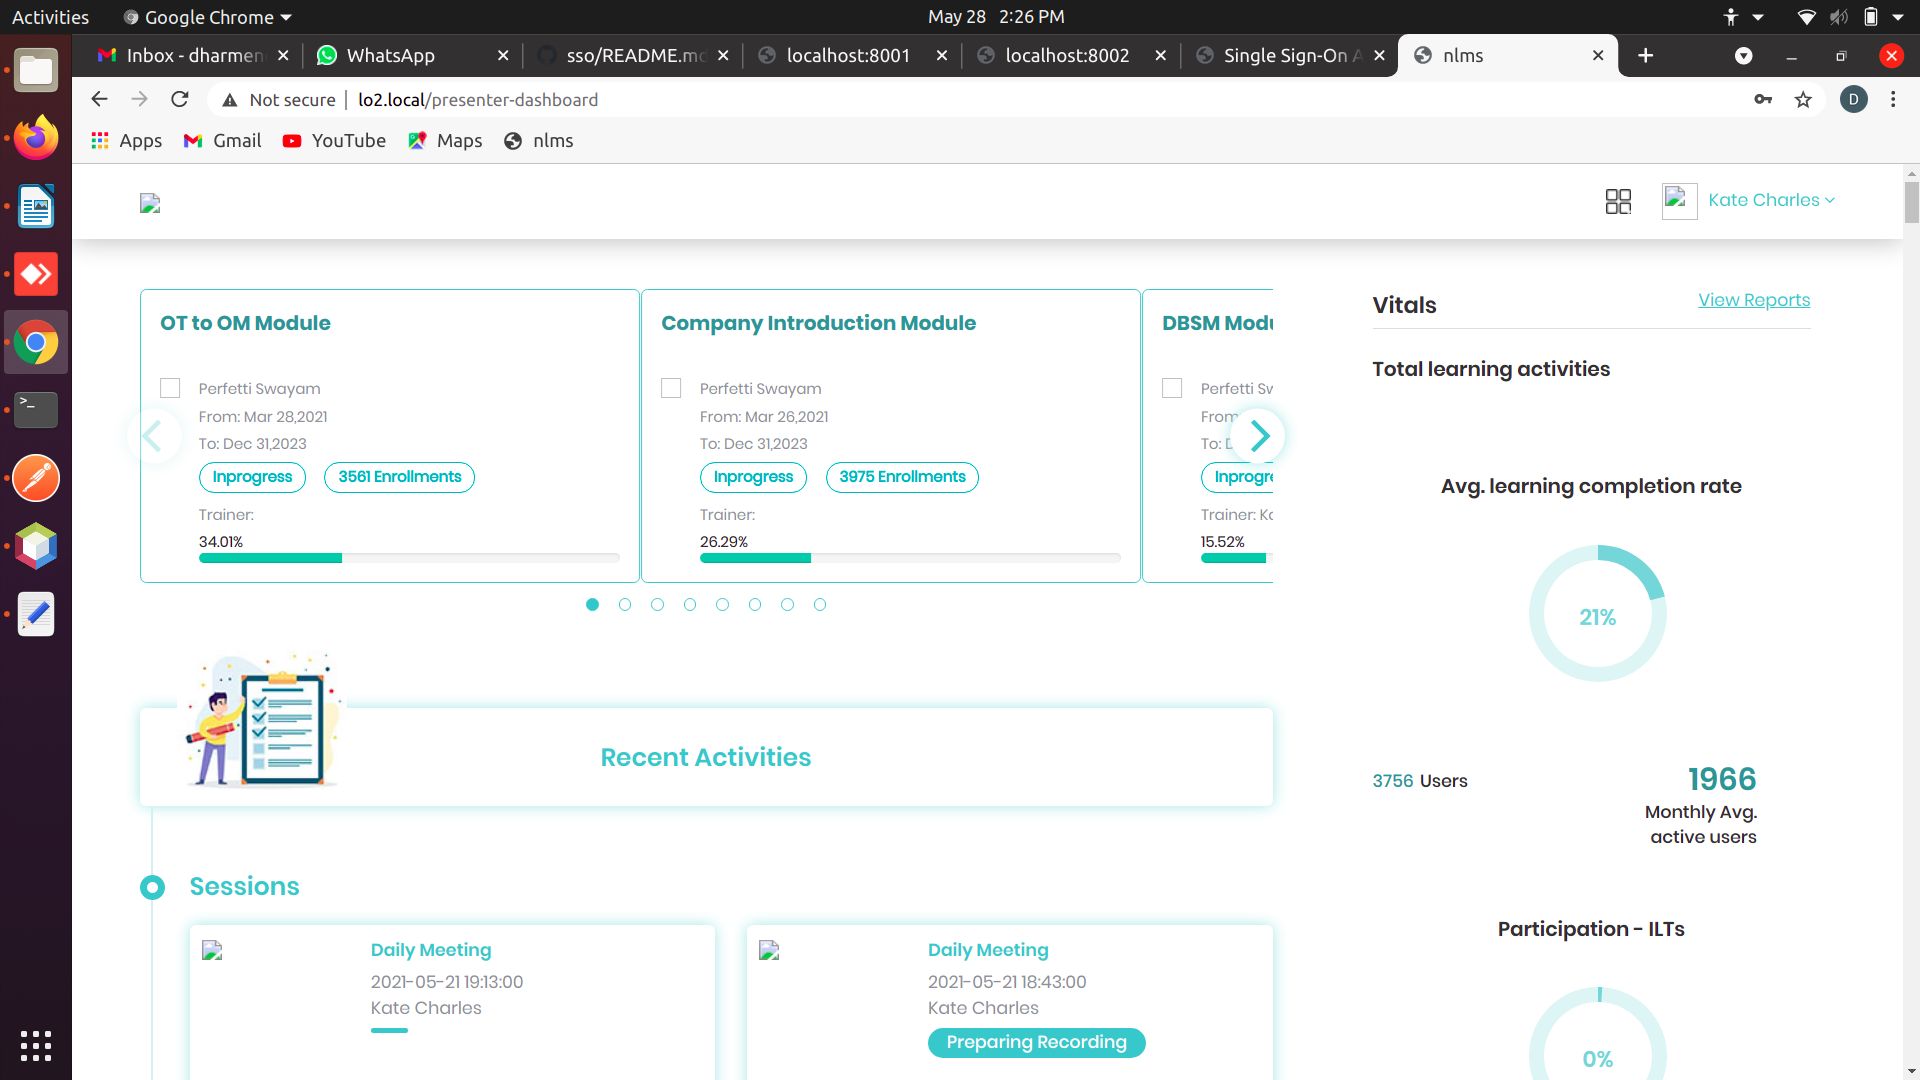 Activities
Google Chrome
May 28 2:26 PM
Inbox - dharmen
WhatsApp
sso/README.md
localhost:8001
localhost:8002
Single Sign-On A
nlms
Not secure
lo2.local/presenter-dashboard
D
Apps
Gmail
YouTube
Maps
nlms
Kate Charles
OT to OM Module
Perfetti Swayam
From: Mar 28,2021
To: Dec 31,2023
Inprogress
3561 Enrollments
Trainer:
34.01%
Company Introduction Module
Perfetti Swayam
From: Mar 26,2021
To: Dec 31,2023
Inprogress
3975 Enrollments
Trainer:
26.29%
DBSM Modu
Perfetti Sw
From
To: D
Inprogre
Trainer: Ka
15.52%
Recent Activities
Sessions
Daily Meeting
2021-05-21 19:13:00
Kate Charles
Daily Meeting
2021-05-21 18:43:00
Kate Charles
Preparing Recording
Vitals
View Reports
Total learning activities
Avg. learning completion rate
21%
3756 Users
1966
Monthly Avg.
active users
Participation - ILTs
0%